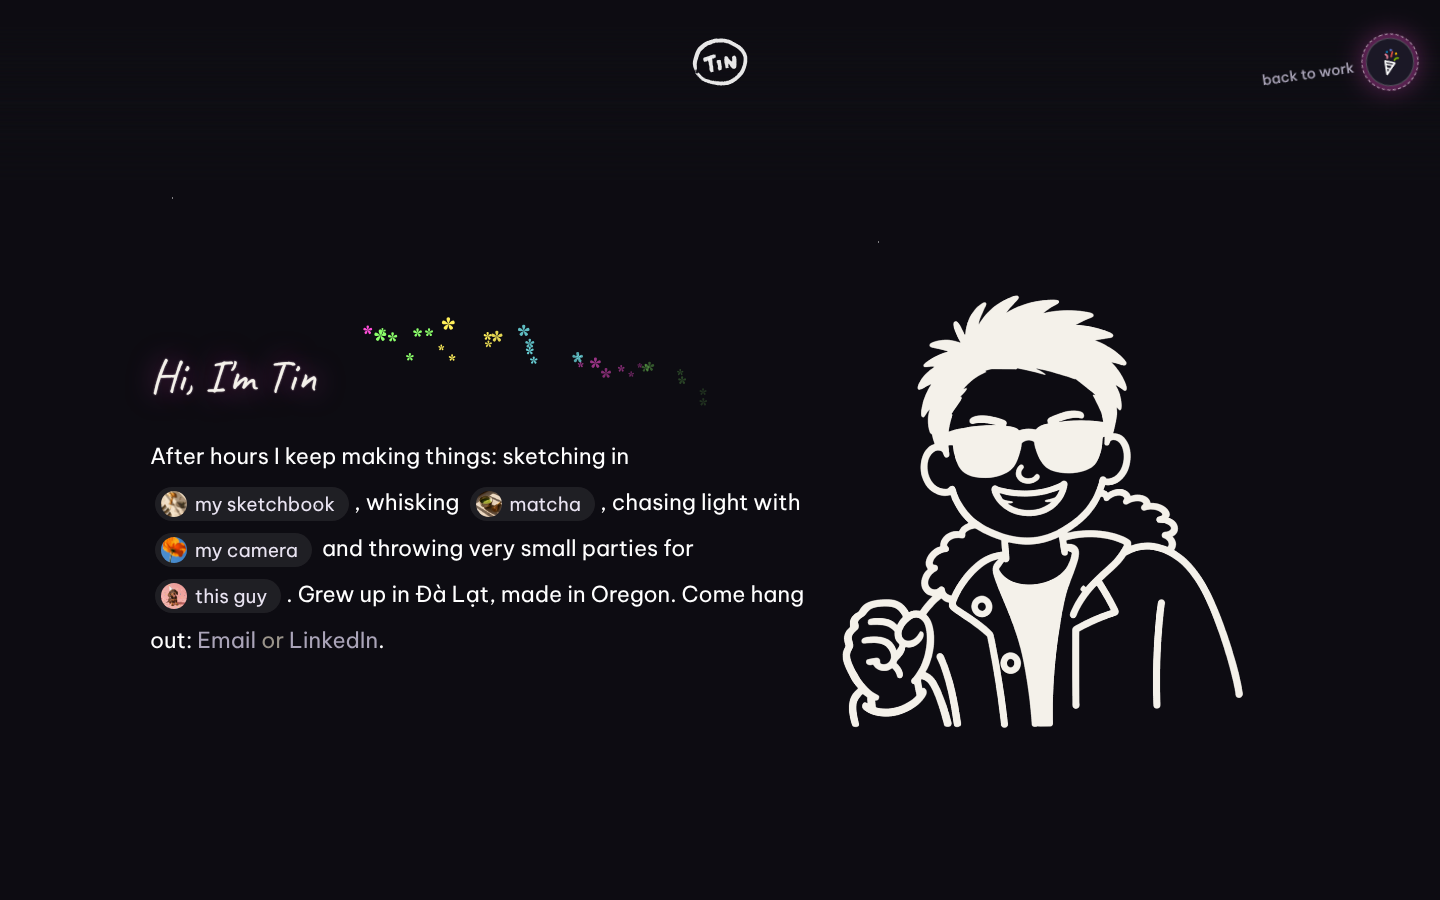 TIN
back to work
Hi, I'm Tin
After hours I keep making things: sketching in
my sketchbook , whisking matcha , chasing light with
my camera and throwing very small parties for
this guy . Grew up in Đà Lạt, made in Oregon. Come hang
out: Email or LinkedIn.